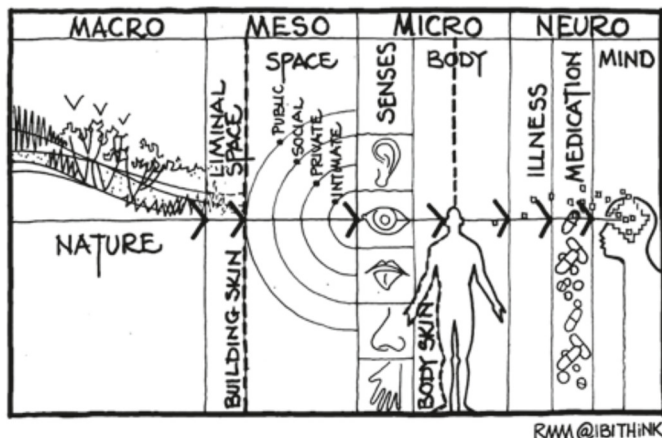 MACRO
MESO
MICRO
NEURO
SPACE
BODY
MIND
LIMINAL
SPACE
PUBLIC
SOCIAL
PRIVATE
INTIMATE
SENSES
ILLNESS
MEDICATION
NATURE
BUILDING SKIN
BODY SKIN
RMM@IBITHINK